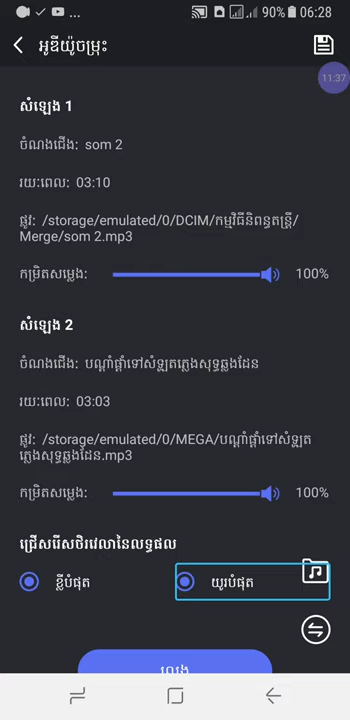 90% 06:28
អូឌីយ៉ូចម្រុះ
11:37
សំឡេង 1
ចំណងជើង: som 2
រយៈពេល: 03:10
ផ្លូវ: /storage/emulated/0/DCIM/កម្មវិធីនិពន្ធតន្ត្រី/
Merge/som 2.mp3
កម្រិតសម្លេង: 100%
សំឡេង 2
ចំណងជើង: បណ្ដាំផ្ញើទៅសំឡូតភ្លេងសុទ្ធឆ្លងដែន
រយៈពេល: 03:03
ផ្លូវ: /storage/emulated/0/MEGA/បណ្ដាំផ្ញើទៅសំឡូត
ភ្លេងសុទ្ធឆ្លងដែន.mp3
កម្រិតសម្លេង: 100%
ជ្រើសរើសថិរវេលានៃលទ្ធផល
ខ្លីបំផុត យូរបំផុត